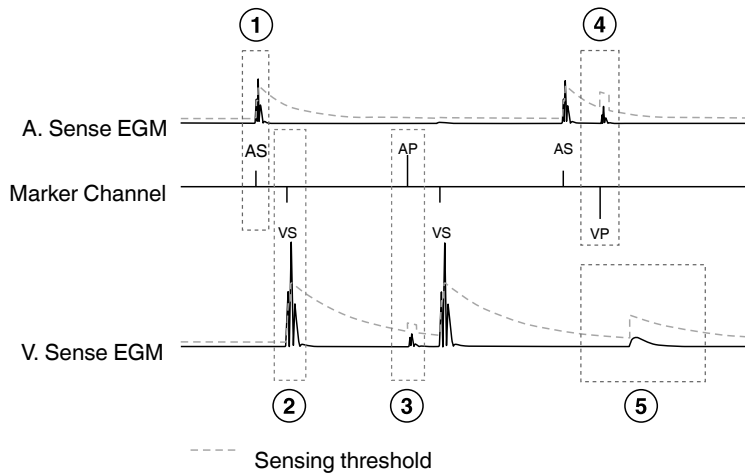 1
4
A. Sense EGM
AS
AP
AS
Marker Channel
VS
VS
VP
V. Sense EGM
2
3
5
Sensing threshold